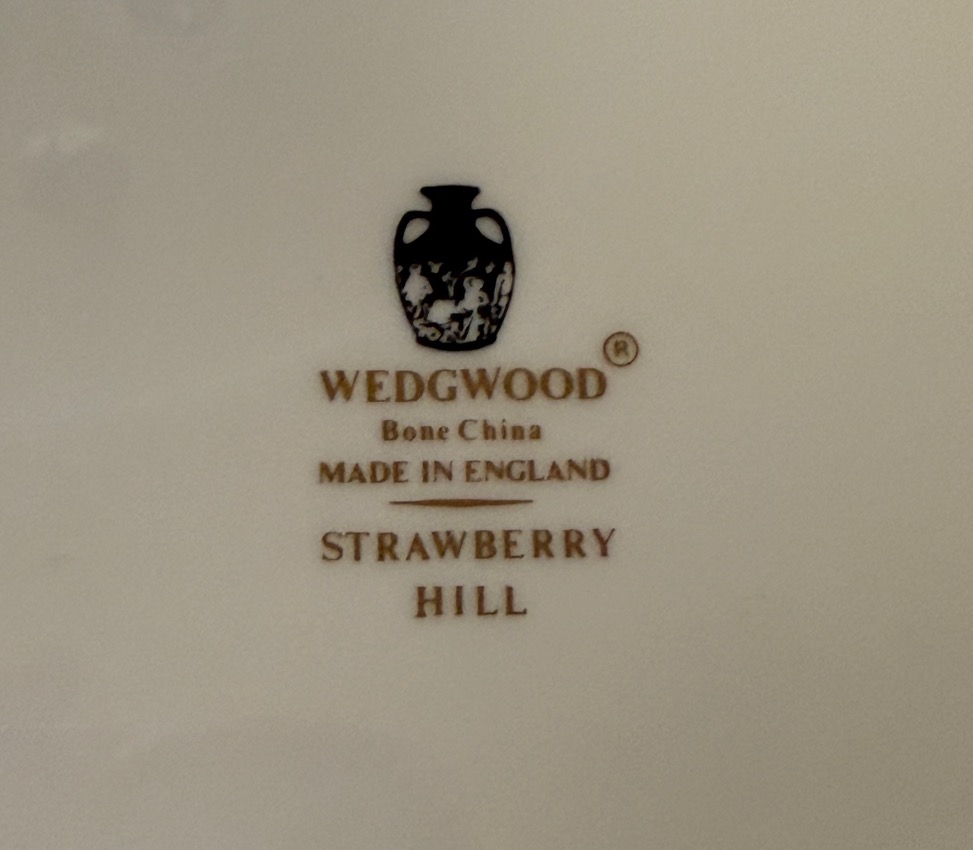 WEDGWOOD®
Bone China
MADE IN ENGLAND
STRAWBERRY
HILL